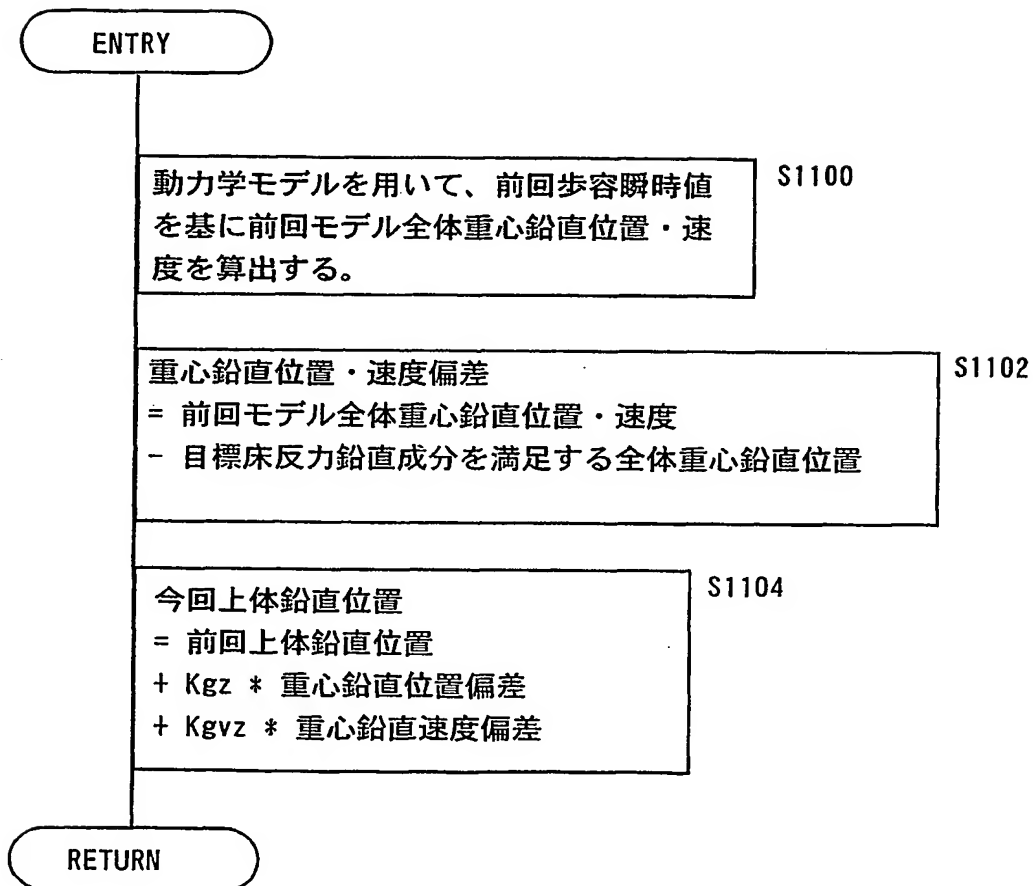 ENTRY
動力学モデルを用いて、前回歩容瞬時値
を基に前回モデル全体重心鉛直位置・速
度を算出する。
S1100
重心鉛直位置・速度偏差
= 前回モデル全体重心鉛直位置・速度
- 目標床反力鉛直成分を満足する全体重心鉛直位置
S1102
今回上体鉛直位置
= 前回上体鉛直位置
+ Kgz * 重心鉛直位置偏差
+ Kgvz * 重心鉛直速度偏差
S1104
RETURN